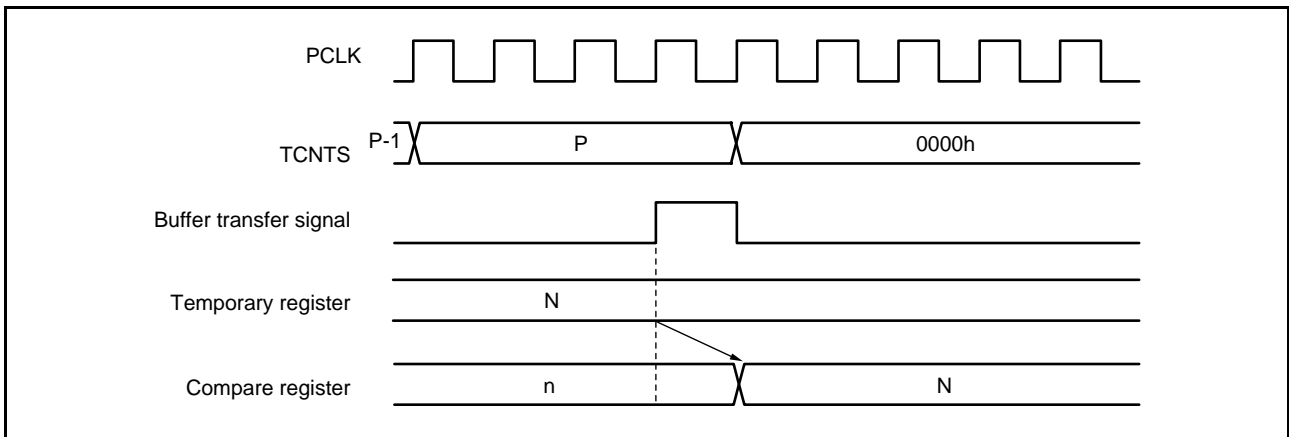 PCLK
TCNTS P-1 P 0000h
Buffer transfer signal
Temporary register N
Compare register n N